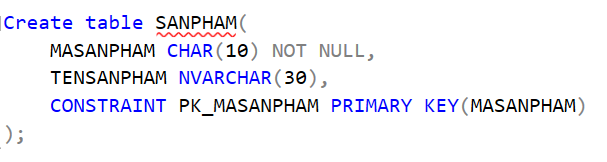 Create table SANPHAM(
MASANPHAM CHAR(10) NOT NULL,
TENSANPHAM NVARCHAR(30),
CONSTRAINT PK_MASANPHAM PRIMARY KEY(MASANPHAM)
);